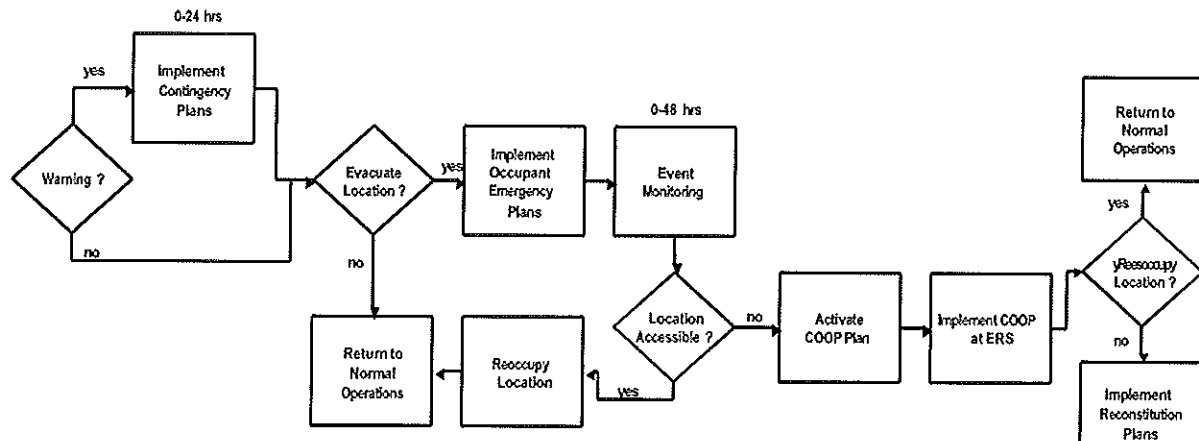 0-24 hrs
yes
Implement
Contingency
Plans
Warning ?
no
Evacuate
Location ?
yes
Implement
Occupant
Emergency
Plans
0-48 hrs
Event
Monitoring
no
Return to
Normal
Operations
Reoccupy
Location
yes
Location
Accessible ?
no
Activate
COOP Plan
Implement COOP
at ERS
Return to
Normal
Operations
yes
yReesoccupy
Location ?
no
Implement
Reconstitution
Plans